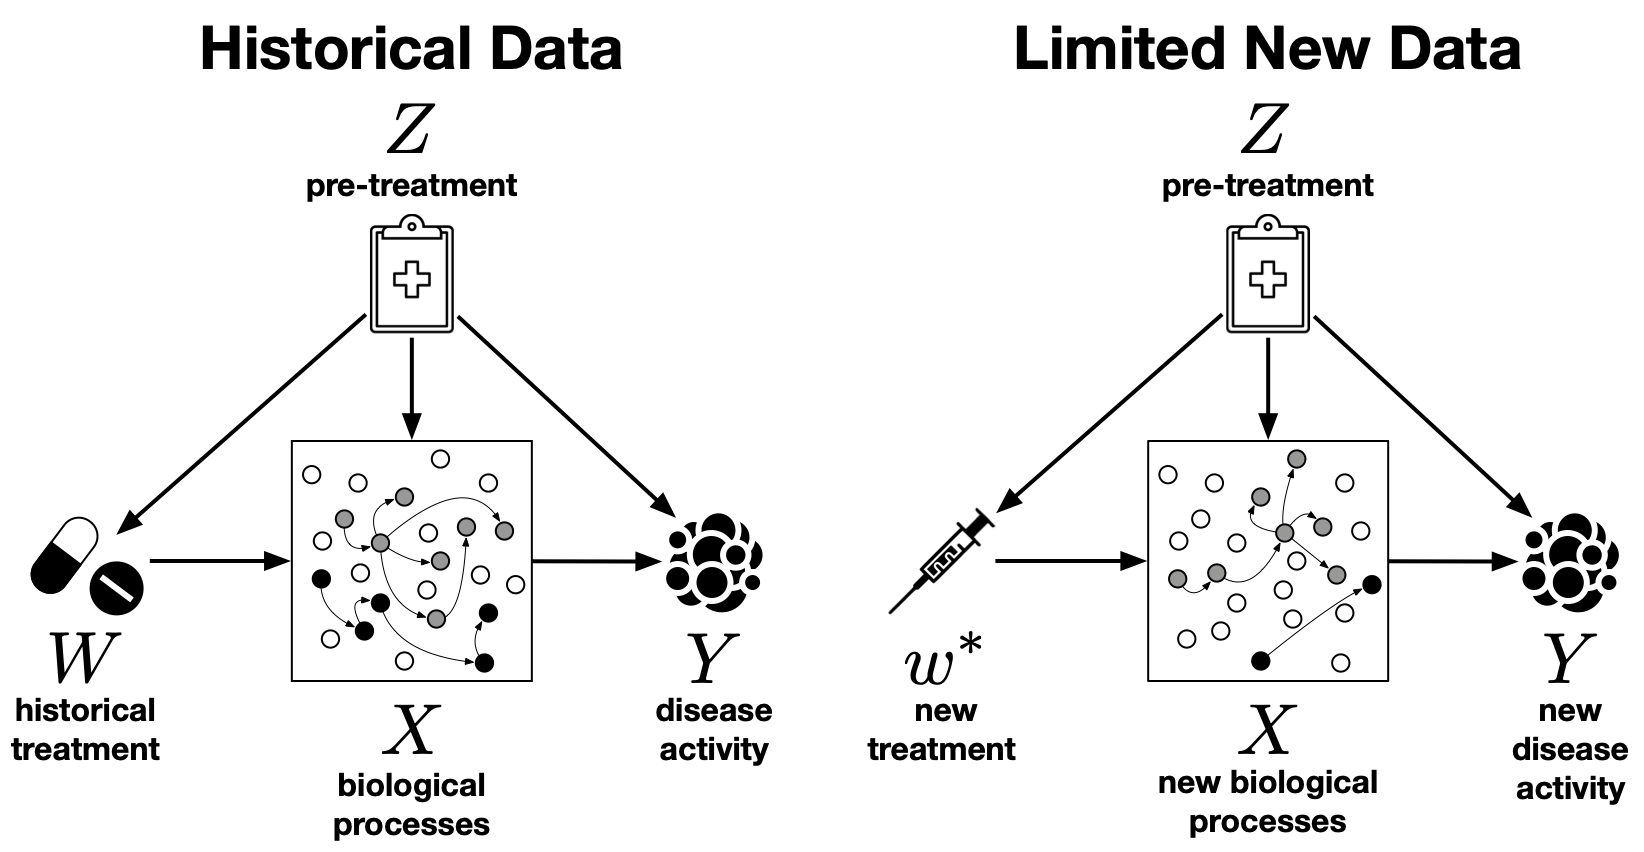 Historical Data
Z
pre-treatment
W
historical
treatment
X
biological
processes
Y
disease
activity
Limited New Data
Z
pre-treatment
w*
new
treatment
X
new biological
processes
Y
new
disease
activity